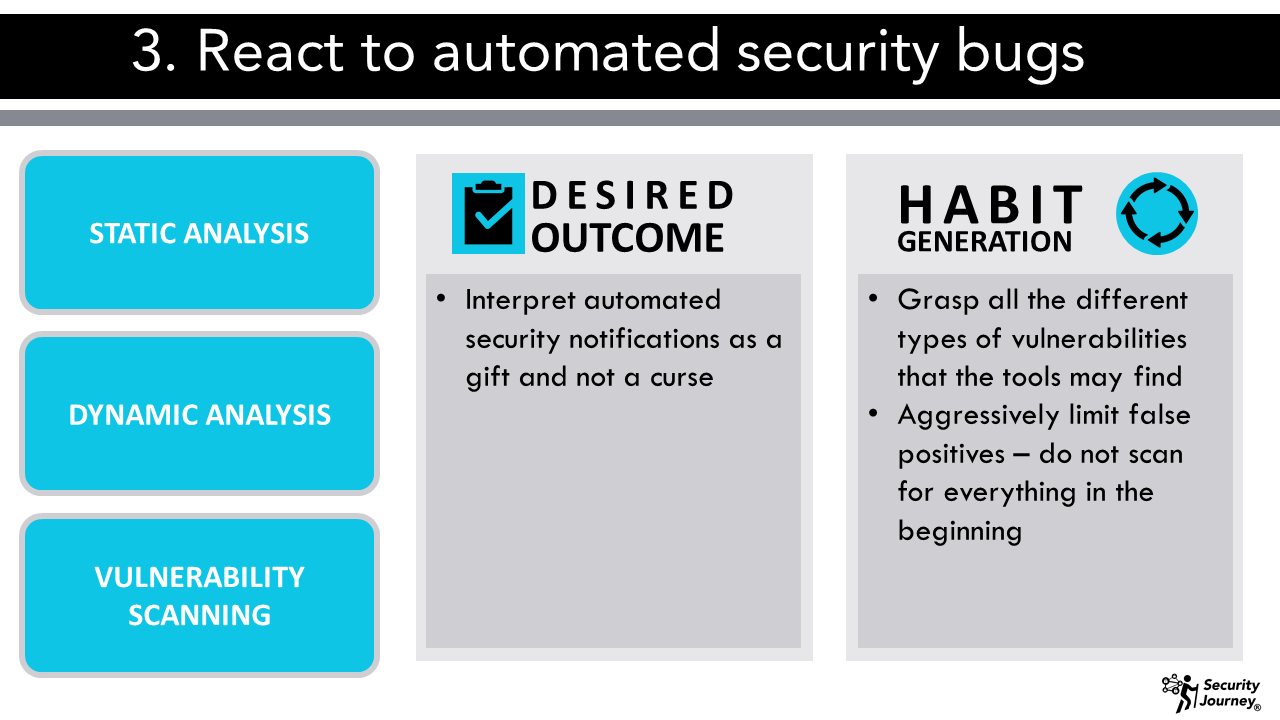 3. React to automated security bugs
STATIC ANALYSIS
DYNAMIC ANALYSIS
VULNERABILITY
SCANNING
DESIRED
OUTCOME
• Interpret automated
security notifications as a
gift and not a curse
HABIT
GENERATION
• Grasp all the different
types of vulnerabilities
that the tools may find
• Aggressively limit false
positives – do not scan
for everything in the
beginning
Security
Journey®